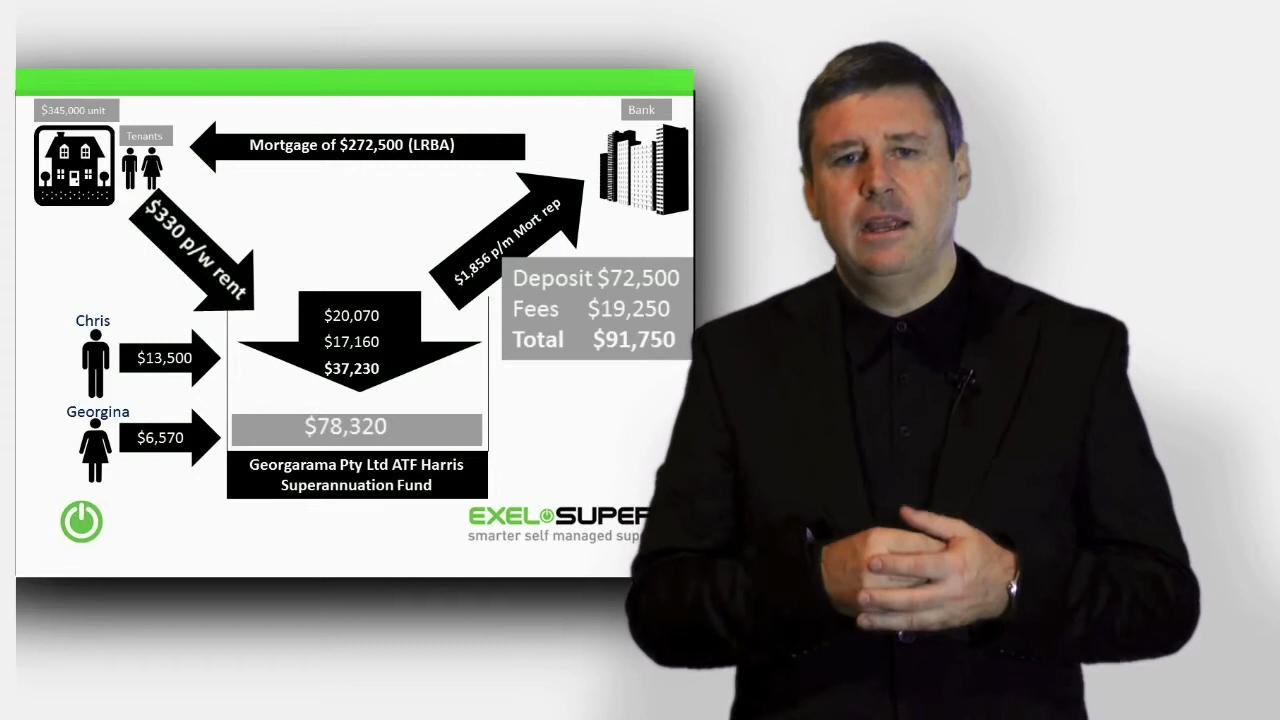 $345,000 unit
Tenants
Bank
Mortgage of $272,500 (LRBA)
$330 p/w rent
$1,856 p/m Mort rep
Deposit $72,500
Fees $19,250
Total $91,750
Chris
$13,500
Georgina
$6,570
$20,070
$17,160
$37,230
$78,320
Georgarama Pty Ltd ATF Harris
Superannuation Fund
EXEL SUPER
smarter self managed sup